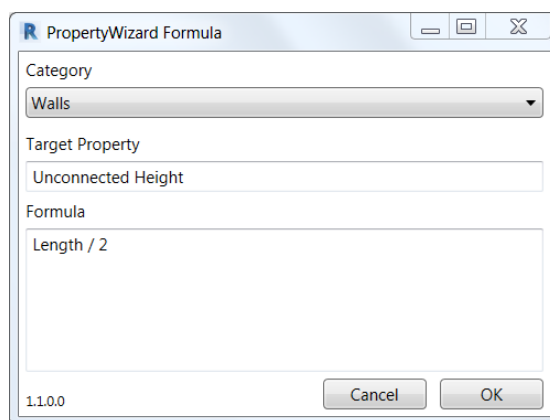 PropertyWizard Formula
Category
Walls
Target Property
Unconnected Height
Formula
Length / 2
1.1.0.0
Cancel
OK